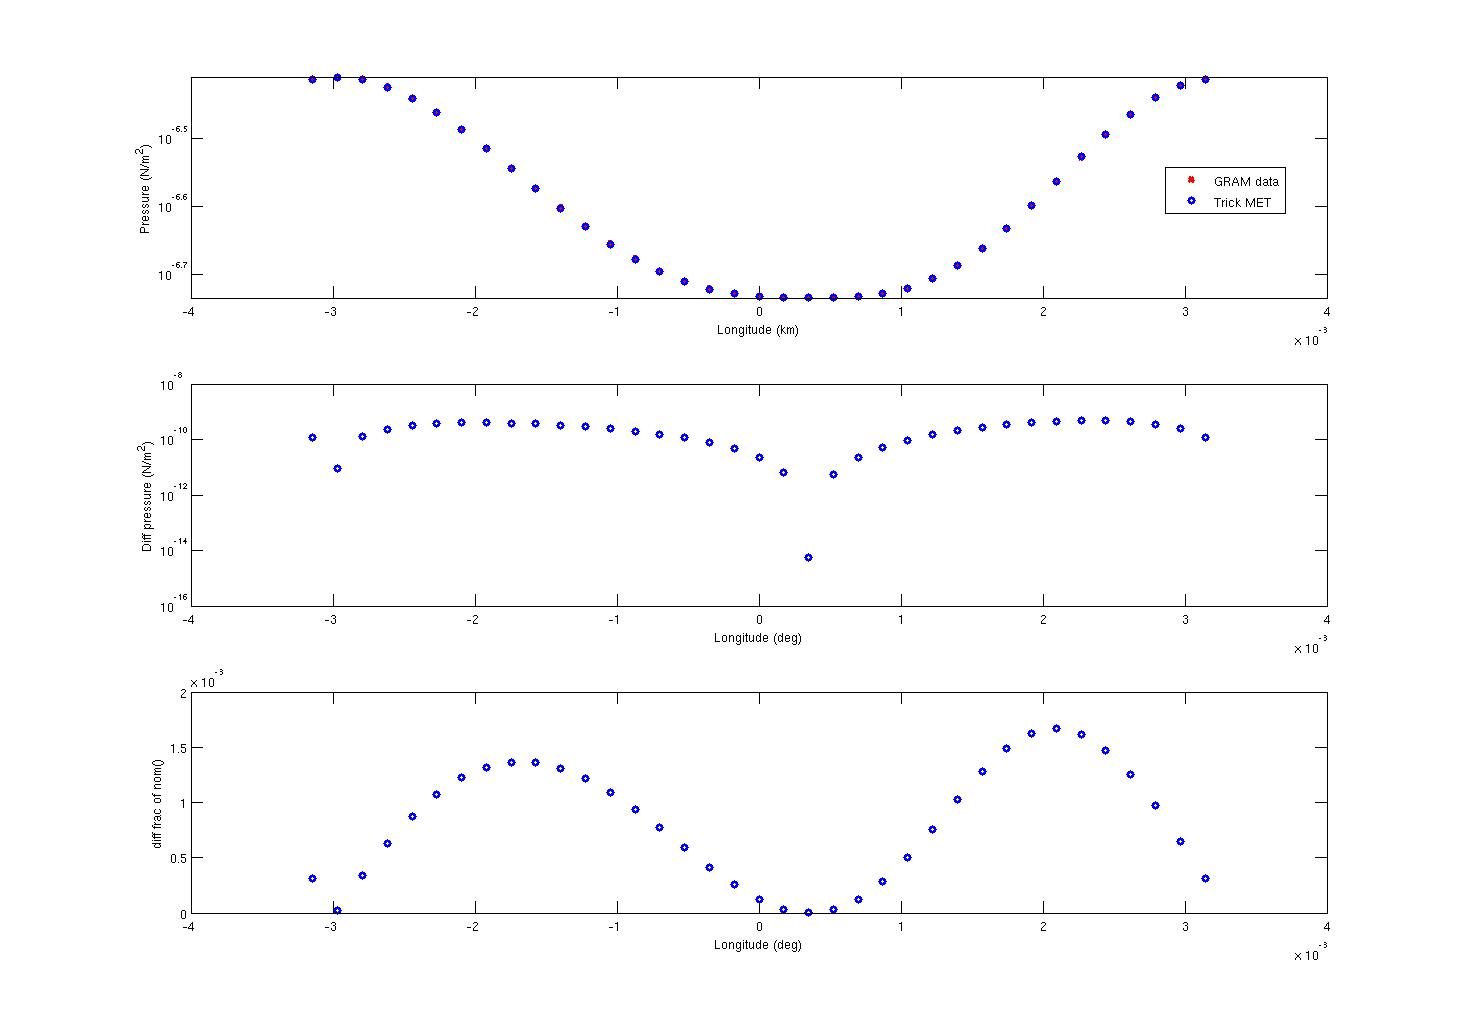 10^-6.5
10^-6.6
10^-6.7
Pressure (N/m^2)
GRAM data
Trick MET
-4 -3 -2 -1 0 1 2 3 4
Longitude (km)
× 10^-3
10^-8
10^-10
10^-12
10^-14
10^-16
Diff pressure (N/m^2)
-4 -3 -2 -1 0 1 2 3 4
Longitude (deg)
× 10^-3
× 10^-3
2
1.5
1
0.5
0
diff frac of nom()
-4 -3 -2 -1 0 1 2 3 4
Longitude (deg)
× 10^-3